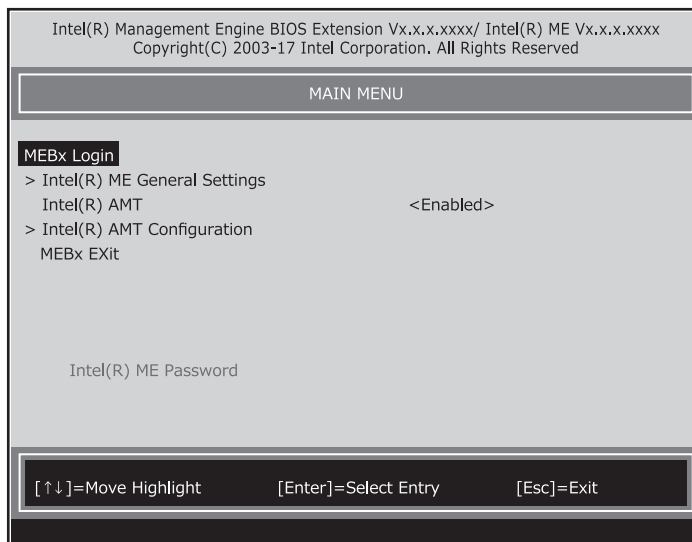 Intel(R) Management Engine BIOS Extension Vx.x.x.xxxx/ Intel(R) ME Vx.x.x.xxxx
Copyright(C) 2003-17 Intel Corporation. All Rights Reserved
MAIN MENU
MEBx Login
> Intel(R) ME General Settings
Intel(R) AMT <Enabled>
> Intel(R) AMT Configuration
MEBx EXit
Intel(R) ME Password
[↑↓]=Move Highlight [Enter]=Select Entry [Esc]=Exit